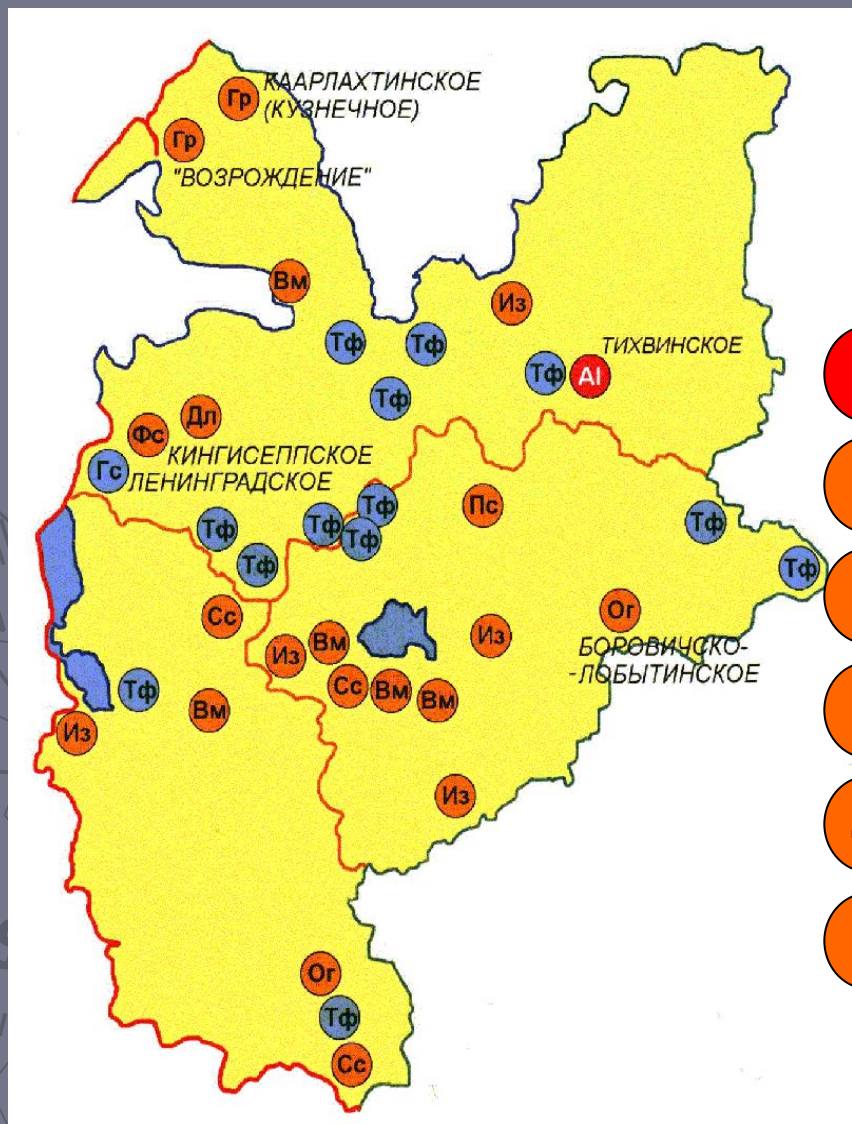 Гр
КААРЛАХТИНСКОЕ
(КУЗНЕЧНОЕ)
Гр
"ВОЗРОЖДЕНИЕ"
Вм
Из
Тф
Тф
ТИХВИНСКОЕ
Тф
Al
Тф
Дл
Фс
КИНГИСЕППСКОЕ
Гс
ЛЕНИНГРАДСКОЕ
Тф
Пс
Тф
Тф
Тф
Тф
Тф
Тф
Сс
Ог
Из
Вм
Из
БОРОВИЧСКО-
-ЛОБЫТИНСКОЕ
Сс
Вм
Вм
Тф
Вм
Из
Из
Ог
Тф
Сс